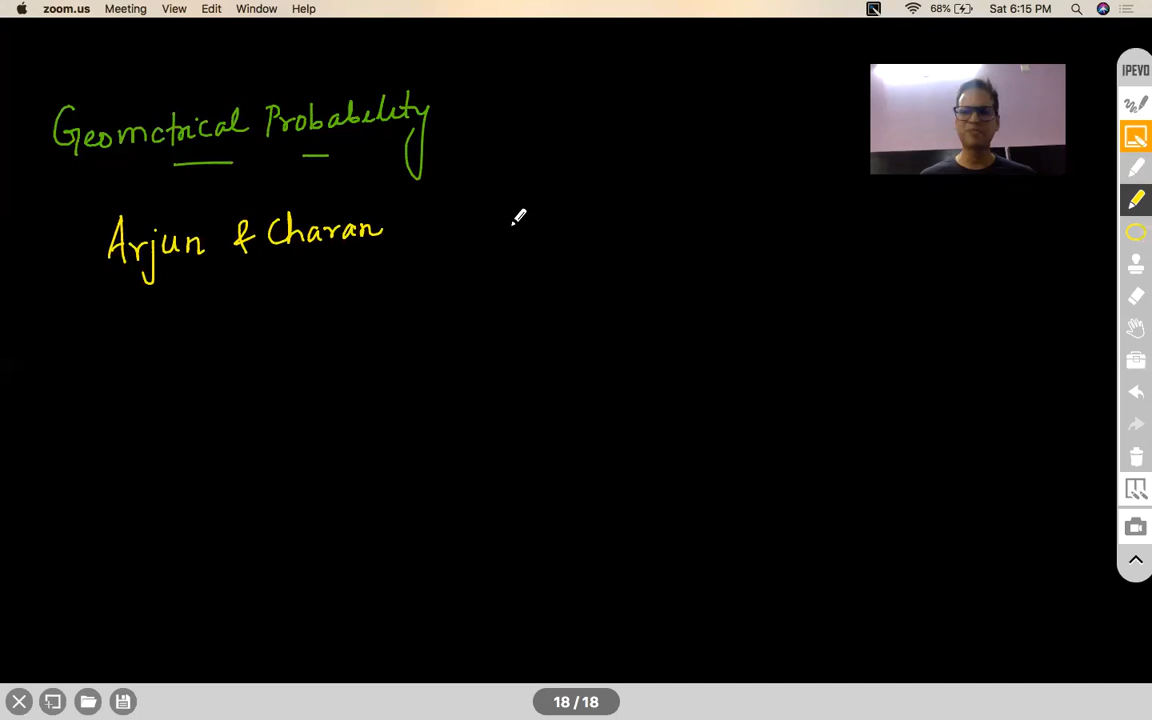 zoom.us Meeting View Edit Window Help 68% Sat 6:15 PM
IPEVO
Geometrical Probability
Arjun & Charan
18 / 18